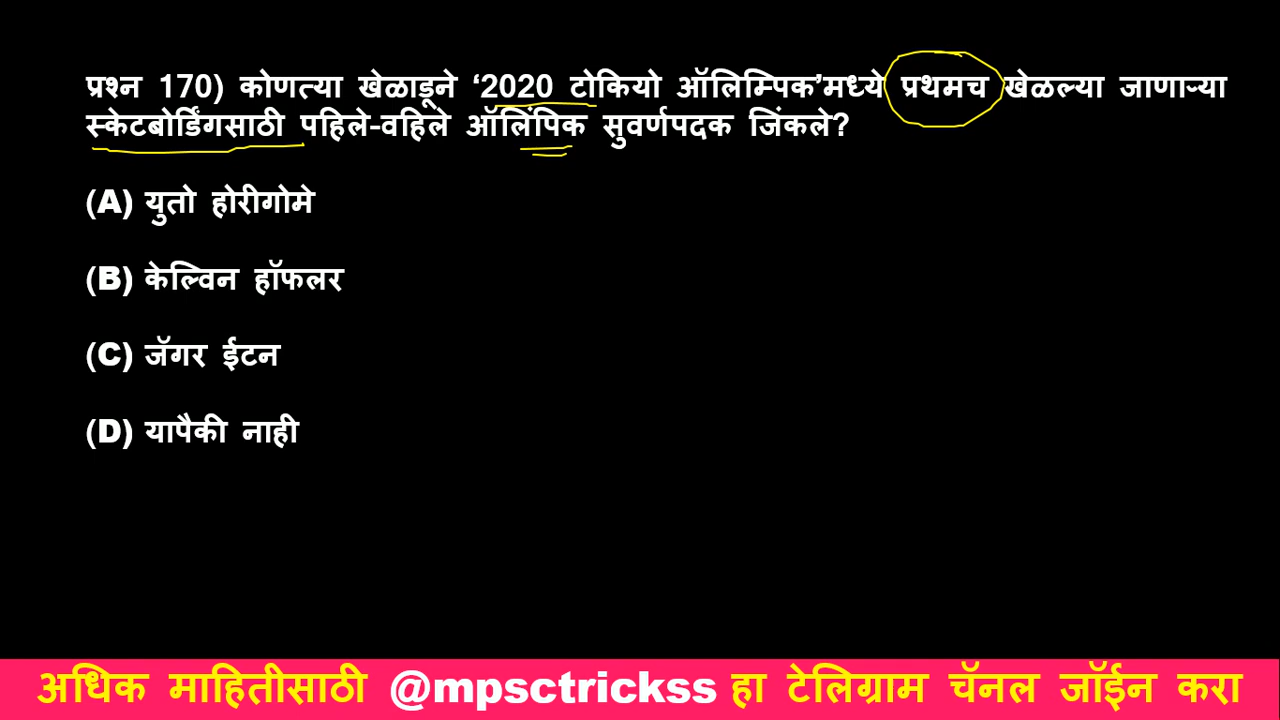 प्रश्न 170) कोणत्या खेळाडूने ‘2020 टोकियो ऑलिम्पिक’मध्ये प्रथमच खेळल्या जाणाऱ्या
स्केटबोर्डिंगसाठी पहिले-वहिले ऑलिंपिक सुवर्णपदक जिंकले?
(A) युतो होरीगोमे
(B) केल्विन हॉफलर
(C) जॅगर ईटन
(D) यापैकी नाही
अधिक माहितीसाठी @mpsctrickss हा टेलिग्राम चॅनल जॉईन करा